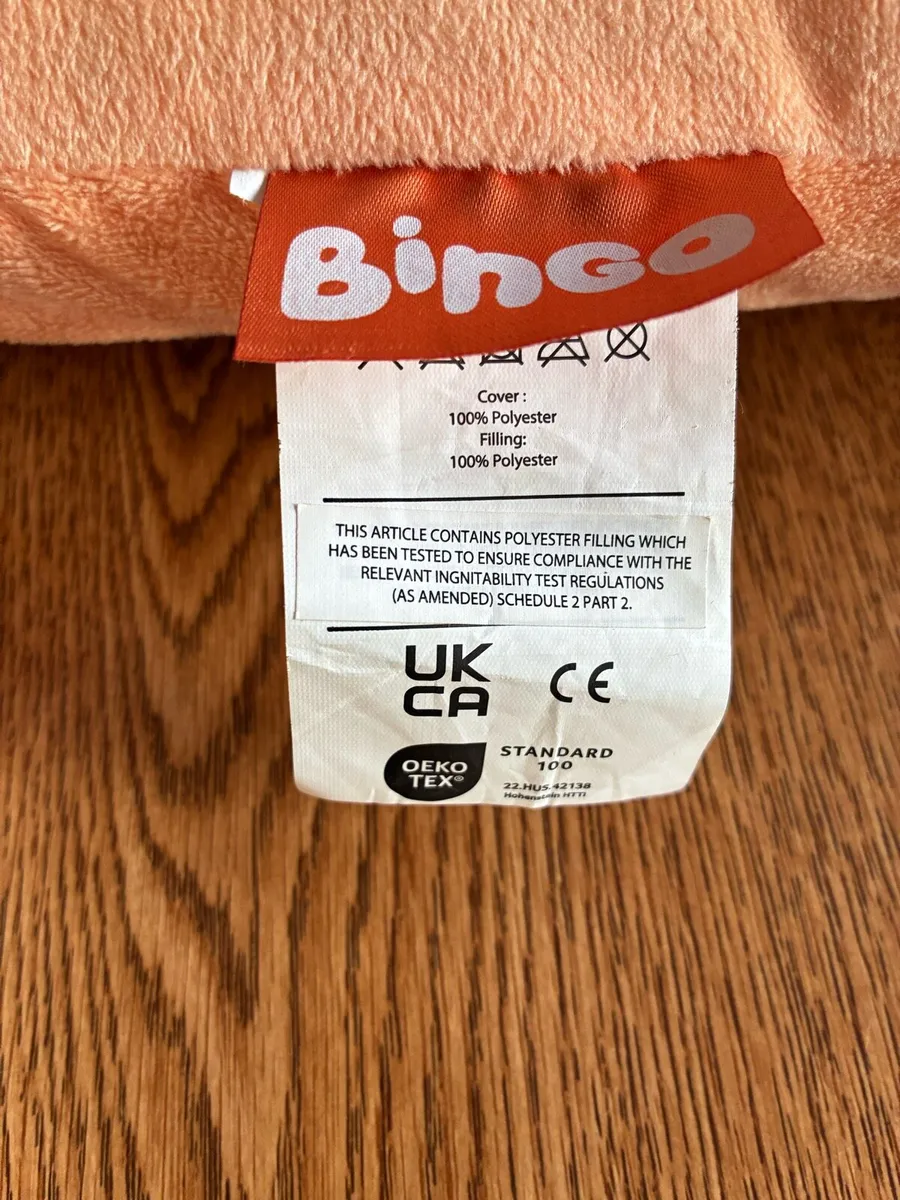 Bingo
Cover :
100% Polyester
Filling:
100% Polyester
THIS ARTICLE CONTAINS POLYESTER FILLING WHICH
HAS BEEN TESTED TO ENSURE COMPLIANCE WITH THE
RELEVANT INGNITABILITY TEST REGULATIONS
(AS AMENDED) SCHEDULE 2 PART 2.
UK
CA
CE
OEKO
TEX®
STANDARD
100
22.HUS.42138
Hohenstein HTTI